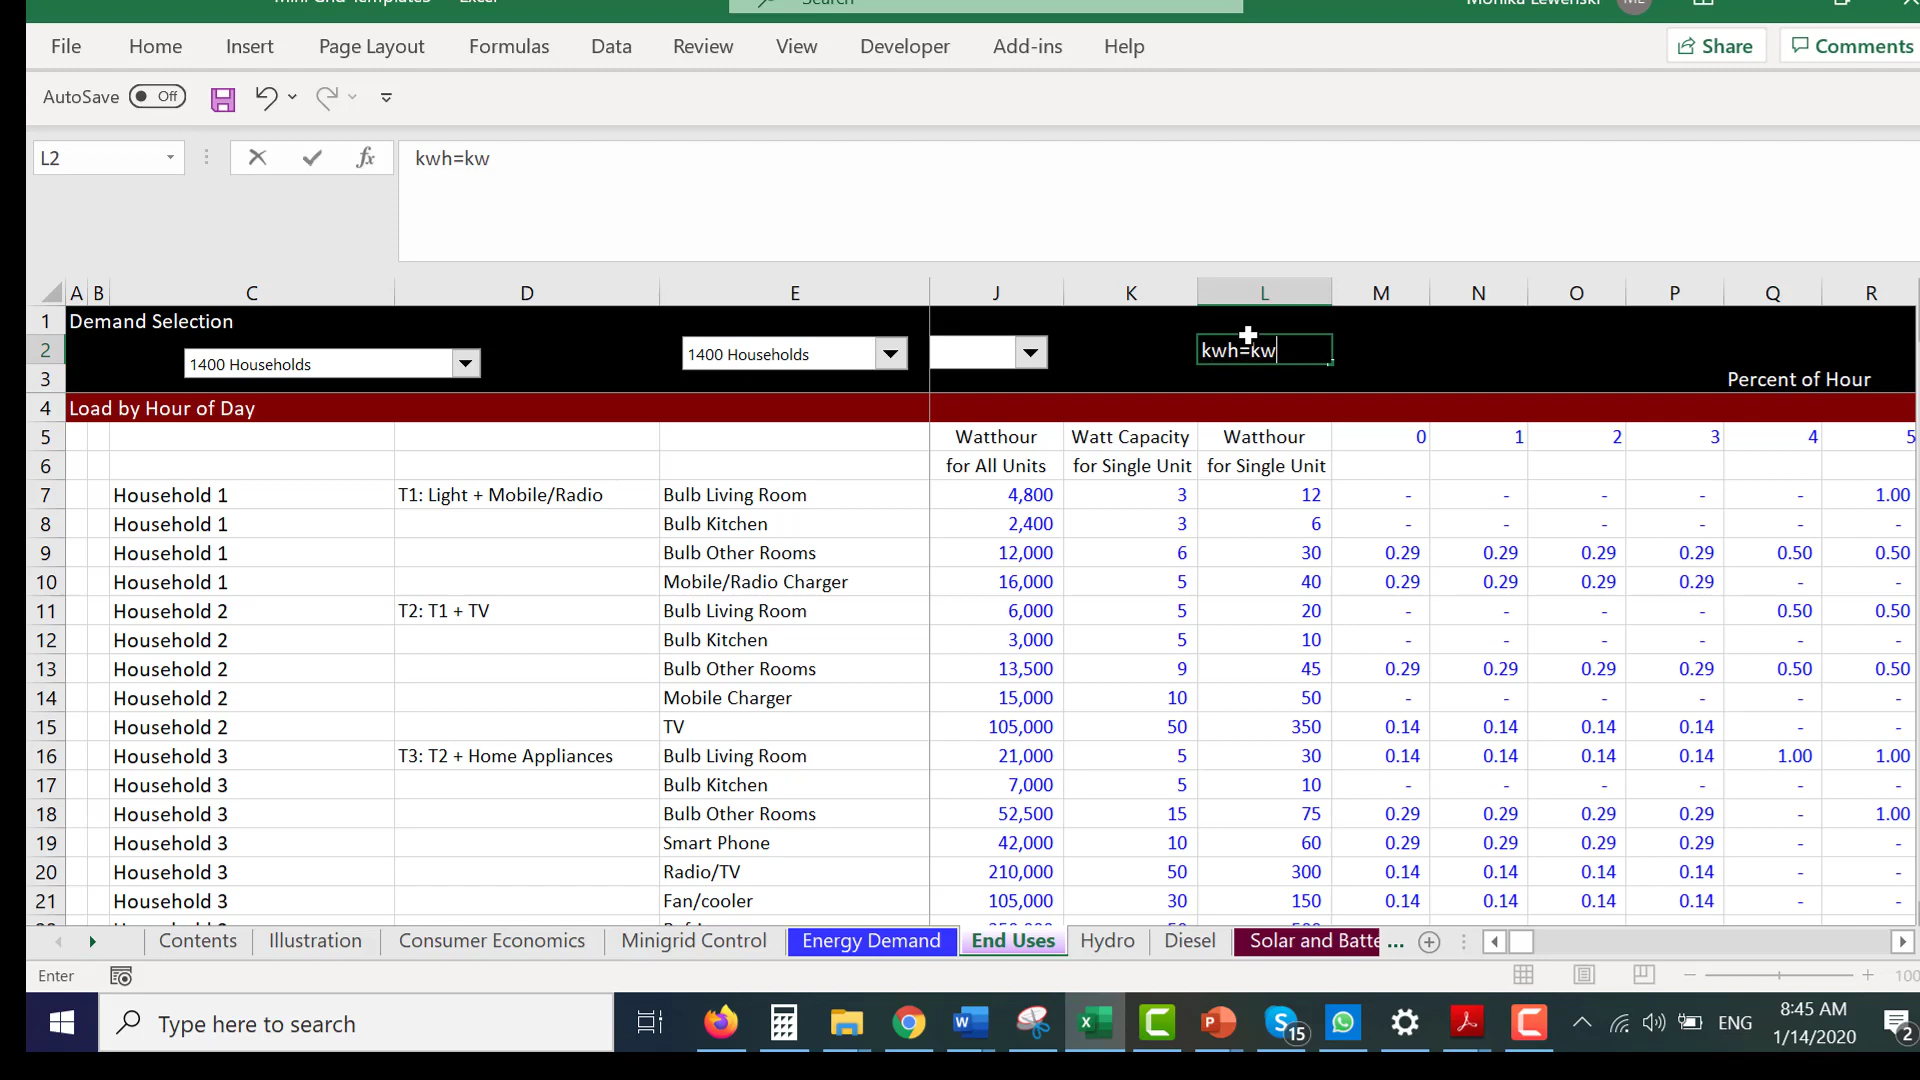 Mini Grid Templates - Excel
Search
Monika Lewenski
ML
File Home Insert Page Layout Formulas Data Review View Developer Add-ins Help
Share
Comments
AutoSave Off
L2
fx
kwh=kw
A B C D E J K L M N O P Q R
1 Demand Selection
2 1400 Households 1400 Households kwh=kw
3 Percent of Hour
4 Load by Hour of Day
5 Watthour Watt Capacity Watthour 0 1 2 3 4 5
6 for All Units for Single Unit for Single Unit
7 Household 1 T1: Light + Mobile/Radio Bulb Living Room 4,800 3 12 - - - - - 1.00
8 Household 1 Bulb Kitchen 2,400 3 6 - - - - - -
9 Household 1 Bulb Other Rooms 12,000 6 30 0.29 0.29 0.29 0.29 0.50 0.50
10 Household 1 Mobile/Radio Charger 16,000 5 40 0.29 0.29 0.29 0.29 - -
11 Household 2 T2: T1 + TV Bulb Living Room 6,000 5 20 - - - - 0.50 0.50
12 Household 2 Bulb Kitchen 3,000 5 10 - - - - - -
13 Household 2 Bulb Other Rooms 13,500 9 45 0.29 0.29 0.29 0.29 0.50 0.50
14 Household 2 Mobile Charger 15,000 10 50 - - - - - -
15 Household 2 TV 105,000 50 350 0.14 0.14 0.14 0.14 - -
16 Household 3 T3: T2 + Home Appliances Bulb Living Room 21,000 5 30 0.14 0.14 0.14 0.14 1.00 1.00
17 Household 3 Bulb Kitchen 7,000 5 10 - - - - - -
18 Household 3 Bulb Other Rooms 52,500 15 75 0.29 0.29 0.29 0.29 - 1.00
19 Household 3 Smart Phone 42,000 10 60 0.29 0.29 0.29 0.29 - -
20 Household 3 Radio/TV 210,000 50 300 0.14 0.14 0.14 0.14 - -
21 Household 3 Fan/cooler 105,000 30 150 0.14 0.14 0.14 0.14 - -
Contents Illustration Consumer Economics Minigrid Control Energy Demand End Uses Hydro Diesel Solar and Batte ...
Enter
100
Type here to search
15
ENG
8:45 AM
1/14/2020
2